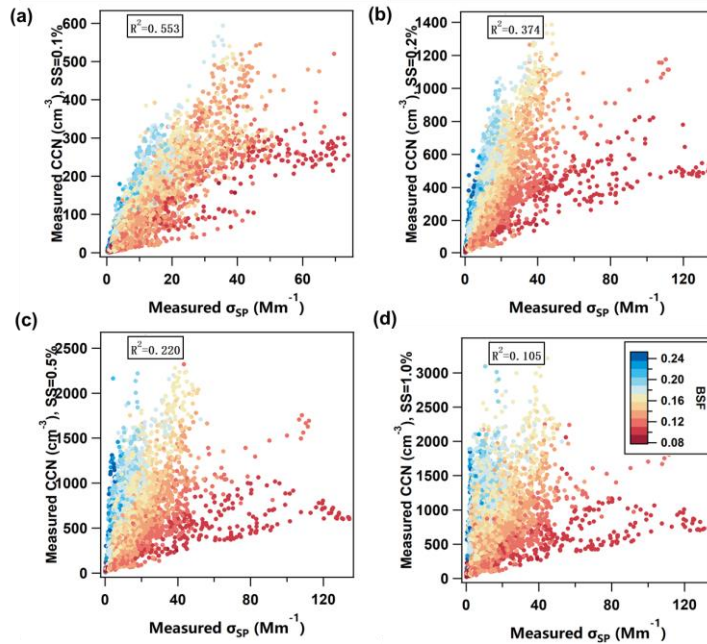 (a)
R²=0.553
Measured CCN (cm⁻³), SS=0.1%
600
500
400
300
200
100
0
0 20 40 60
Measured σSP (Mm⁻¹)
(b)
R²=0.374
Measured CCN (cm⁻³), SS=0.2%
1400
1200
1000
800
600
400
200
0
0 40 80 120
Measured σSP (Mm⁻¹)
(c)
R²=0.220
Measured CCN (cm⁻³), SS=0.5%
2500
2000
1500
1000
500
0
0 40 80 120
Measured σSP (Mm⁻¹)
(d)
R²=0.105
Measured CCN (cm⁻³), SS=1.0%
3000
2500
2000
1500
1000
500
0
0 40 80 120
Measured σSP (Mm⁻¹)
0.24
0.20
0.16
0.12
0.08
BSF